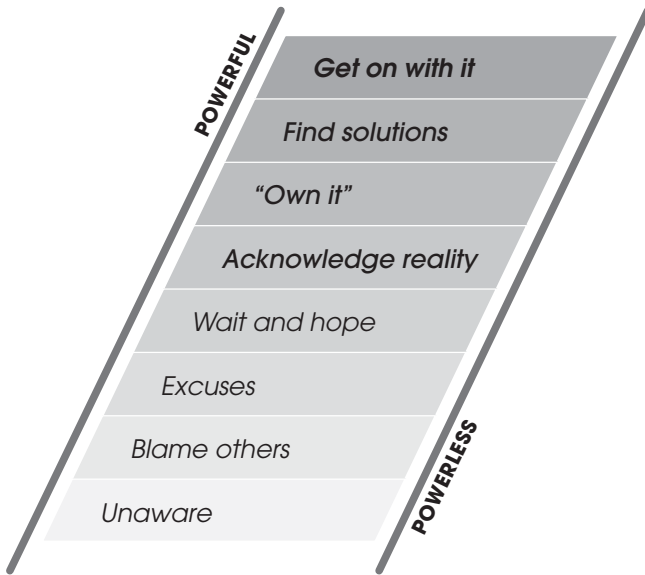 POWERFUL
Get on with it
Find solutions
“Own it”
Acknowledge reality
Wait and hope
Excuses
Blame others
Unaware
POWERLESS